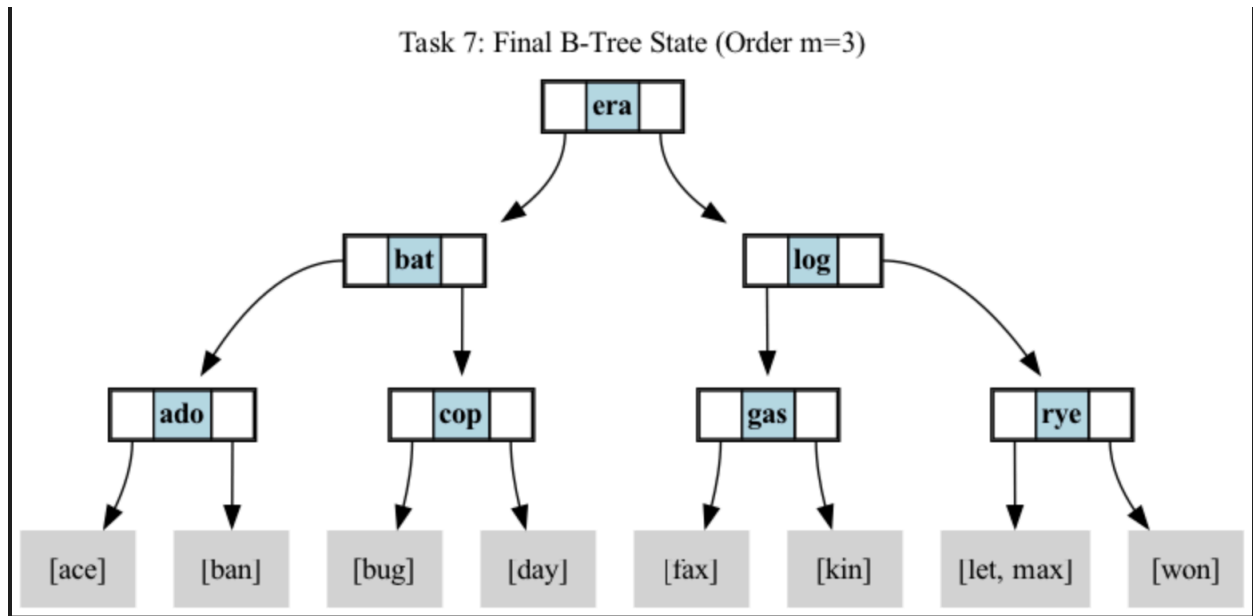 Task 7: Final B-Tree State (Order m=3)
era
bat
log
ado
cop
gas
rye
[ace]
[ban]
[bug]
[day]
[fax]
[kin]
[let, max]
[won]